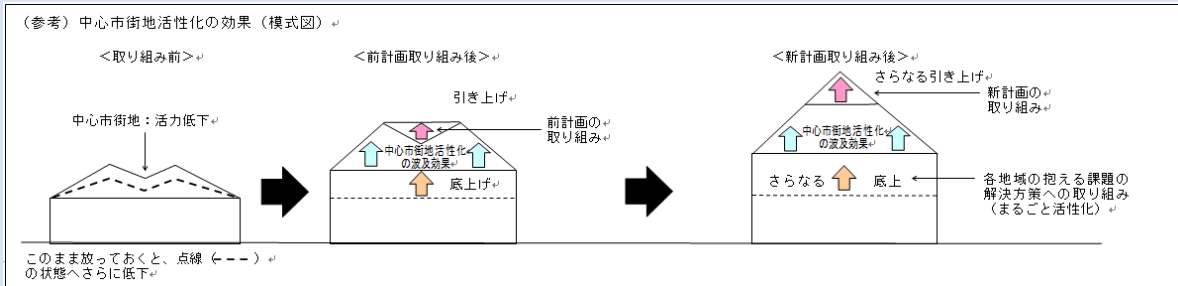 （参考）中心市街地活性化の効果（模式図）
＜取り組み前＞
中心市街地：活力低下
このまま放っておくと、点線（－－－）
の状態へさらに低下
＜前計画取り組み後＞
引き上げ
前計画の
取り組み
中心市街地活性化
の波及効果
底上げ
＜新計画取り組み後＞
さらなる引き上げ
新計画の
取り組み
中心市街地活性化
の波及効果
さらなる 底上
各地域の抱える課題の
解決方策への取り組み
（まるごと活性化）